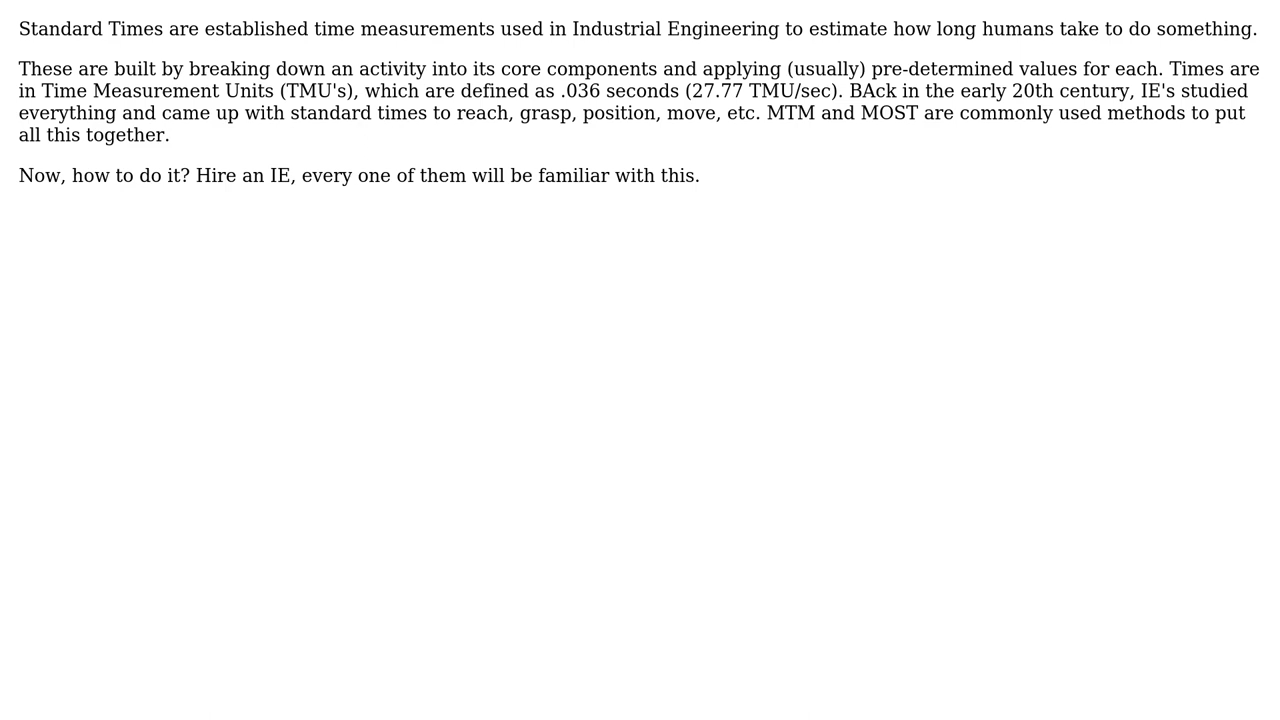 Standard Times are established time measurements used in Industrial Engineering to estimate how long humans take to do something.
These are built by breaking down an activity into its core components and applying (usually) pre-determined values for each. Times are
in Time Measurement Units (TMU's), which are defined as .036 seconds (27.77 TMU/sec). BAck in the early 20th century, IE's studied
everything and came up with standard times to reach, grasp, position, move, etc. MTM and MOST are commonly used methods to put
all this together.
Now, how to do it? Hire an IE, every one of them will be familiar with this.